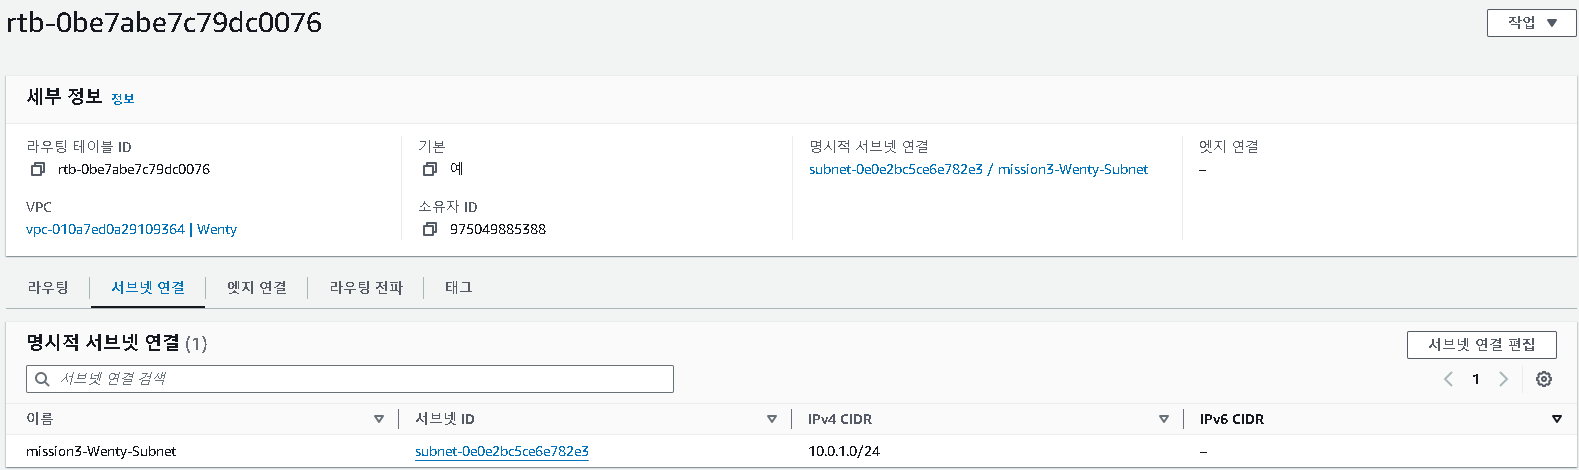 rtb-0be7abe7c79dc0076
작업
세부 정보 정보
라우팅 테이블 ID
rtb-0be7abe7c79dc0076
기본
예
명시적 서브넷 연결
subnet-0e0e2bc5ce6e782e3 / mission3-Wenty-Subnet
엣지 연결
–
VPC
vpc-010a7ed0a29109364 | Wenty
소유자 ID
975049885388
라우팅 서브넷 연결 엣지 연결 라우팅 전파 태그
명시적 서브넷 연결 (1)
서브넷 연결 편집
서브넷 연결 검색
1
이름 서브넷 ID IPv4 CIDR IPv6 CIDR
mission3-Wenty-Subnet subnet-0e0e2bc5ce6e782e3 10.0.1.0/24 –